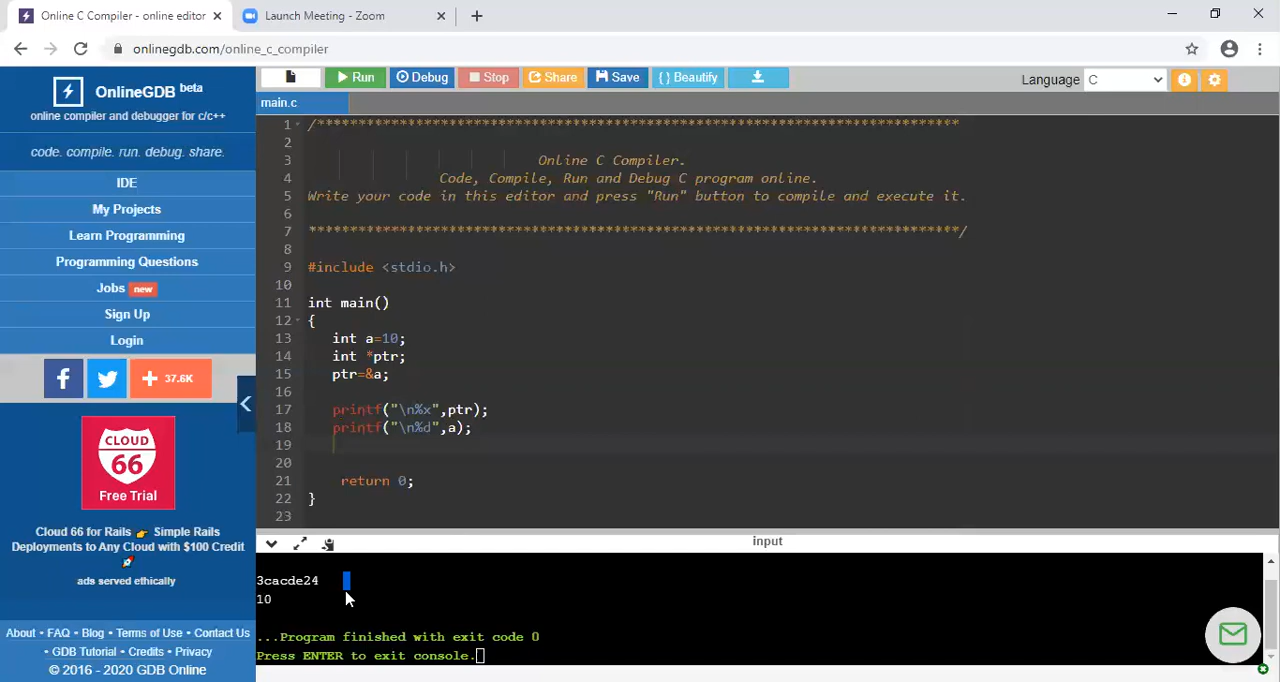 Online C Compiler - online editor
Launch Meeting - Zoom
onlinegdb.com/online_c_compiler
OnlineGDB beta
online compiler and debugger for c/c++
code. compile. run. debug. share.
IDE
My Projects
Learn Programming
Programming Questions
Jobs new
Sign Up
Login
37.6K
CLOUD
66
Free Trial
Cloud 66 for Rails 👉 Simple Rails
Deployments to Any Cloud with $100 Credit
🚀
ads served ethically
About • FAQ • Blog • Terms of Use • Contact Us
• GDB Tutorial • Credits • Privacy
© 2016 - 2020 GDB Online
Run Debug Stop Share Save { } Beautify
Language C
main.c
1 /******************************************************************************
2
3 Online C Compiler.
4 Code, Compile, Run and Debug C program online.
5 Write your code in this editor and press "Run" button to compile and execute it.
6
7 *******************************************************************************/
8
9 #include <stdio.h>
10
11 int main()
12 {
13 int a=10;
14 int *ptr;
15 ptr=&a;
16
17 printf("\n%x",ptr);
18 printf("\n%d",a);
19
20
21 return 0;
22 }
23
input
3cacde24
10
...Program finished with exit code 0
Press ENTER to exit console.